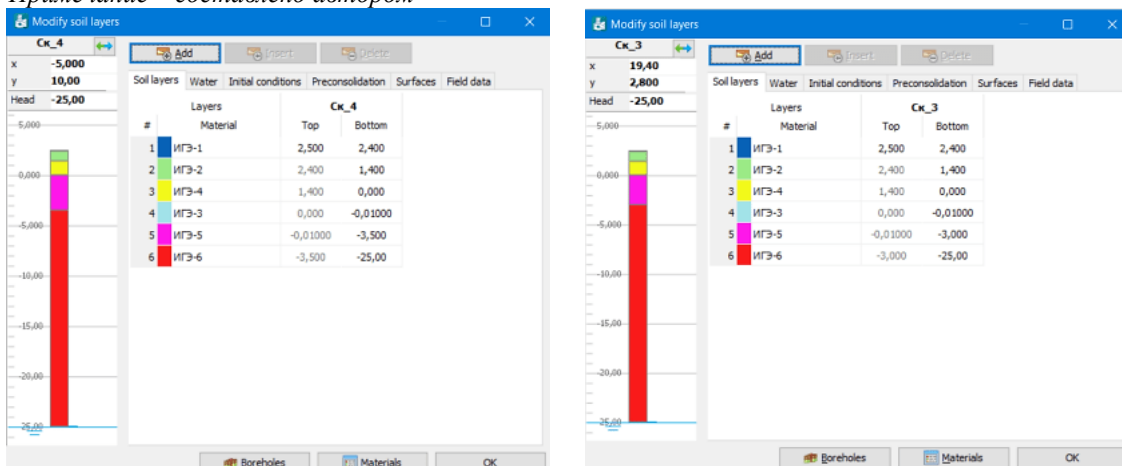 Примечание – составлено автором
Modify soil layers
Ск_4
x -5,000
y 10,00
Head -25,00
Add Insert Delete
Soil layers Water Initial conditions Preconsolidation Surfaces Field data
Layers Ск_4
# Material Top Bottom
1 ИГЭ-1 2,500 2,400
2 ИГЭ-2 2,400 1,400
3 ИГЭ-4 1,400 0,000
4 ИГЭ-3 0,000 -0,01000
5 ИГЭ-5 -0,01000 -3,500
6 ИГЭ-6 -3,500 -25,00
5,000
0,000
-5,000
-10,00
-15,00
-20,00
-25,00
Boreholes Materials OK
Modify soil layers
Ск_3
x 19,40
y 2,800
Head -25,00
Add Insert Delete
Soil layers Water Initial conditions Preconsolidation Surfaces Field data
Layers Ск_3
# Material Top Bottom
1 ИГЭ-1 2,500 2,400
2 ИГЭ-2 2,400 1,400
3 ИГЭ-4 1,400 0,000
4 ИГЭ-3 0,000 -0,01000
5 ИГЭ-5 -0,01000 -3,000
6 ИГЭ-6 -3,000 -25,00
5,000
0,000
-5,000
-10,00
-15,00
-20,00
-25,00
Boreholes Materials OK